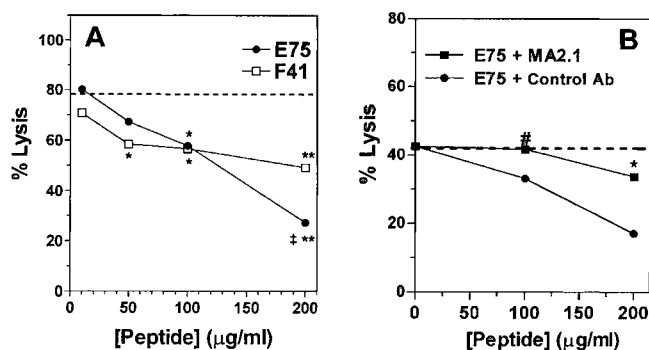 A
E75
F41
100
80
60
40
20
0
% Lysis
*
*
*
**
‡ **
0
50
100
150
200
[Peptide] (μg/ml)
B
E75 + MA2.1
E75 + Control Ab
80
60
40
20
0
% Lysis
#
*
0
50
100
150
200
[Peptide] (μg/ml)